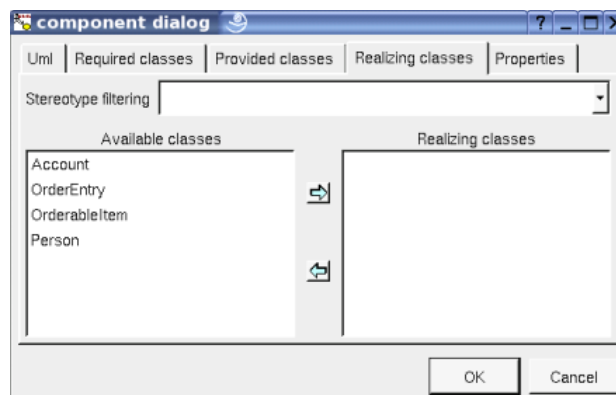 component dialog
Uml Required classes Provided classes Realizing classes Properties
Stereotype filtering
Available classes Realizing classes
Account
OrderEntry
OrderableItem
Person
OK Cancel